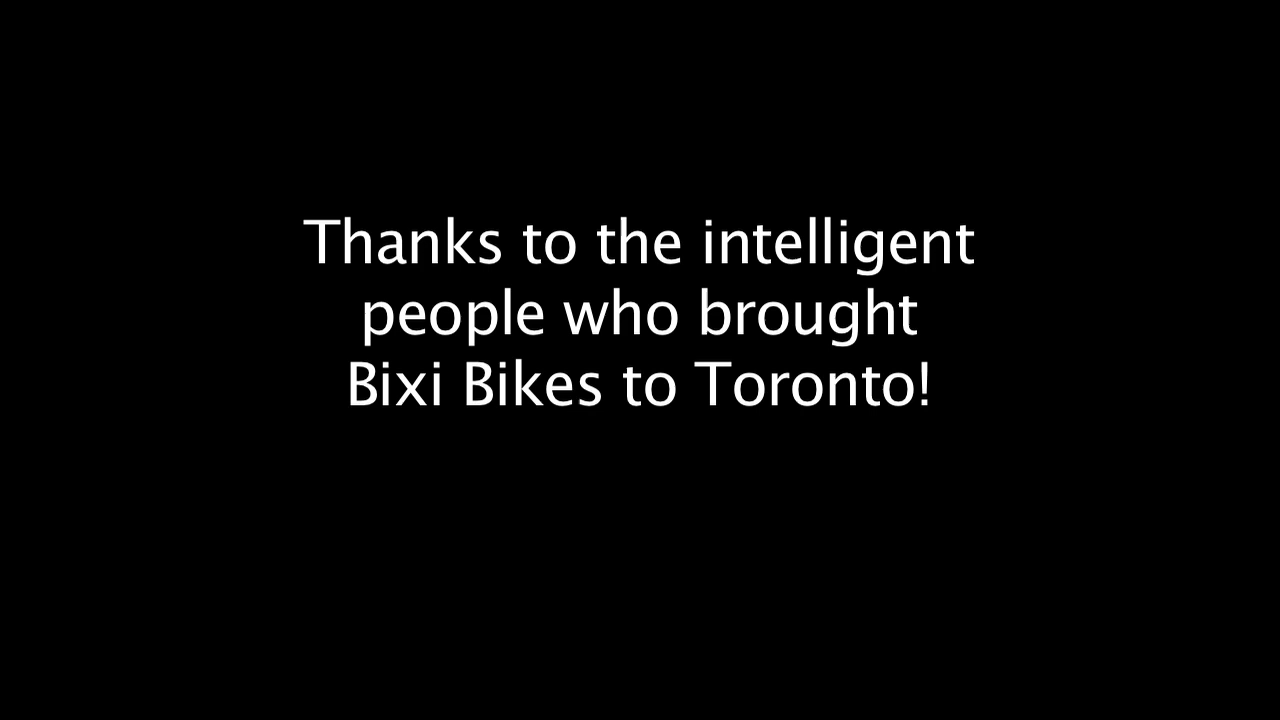 Thanks to the intelligent
people who brought
Bixi Bikes to Toronto!